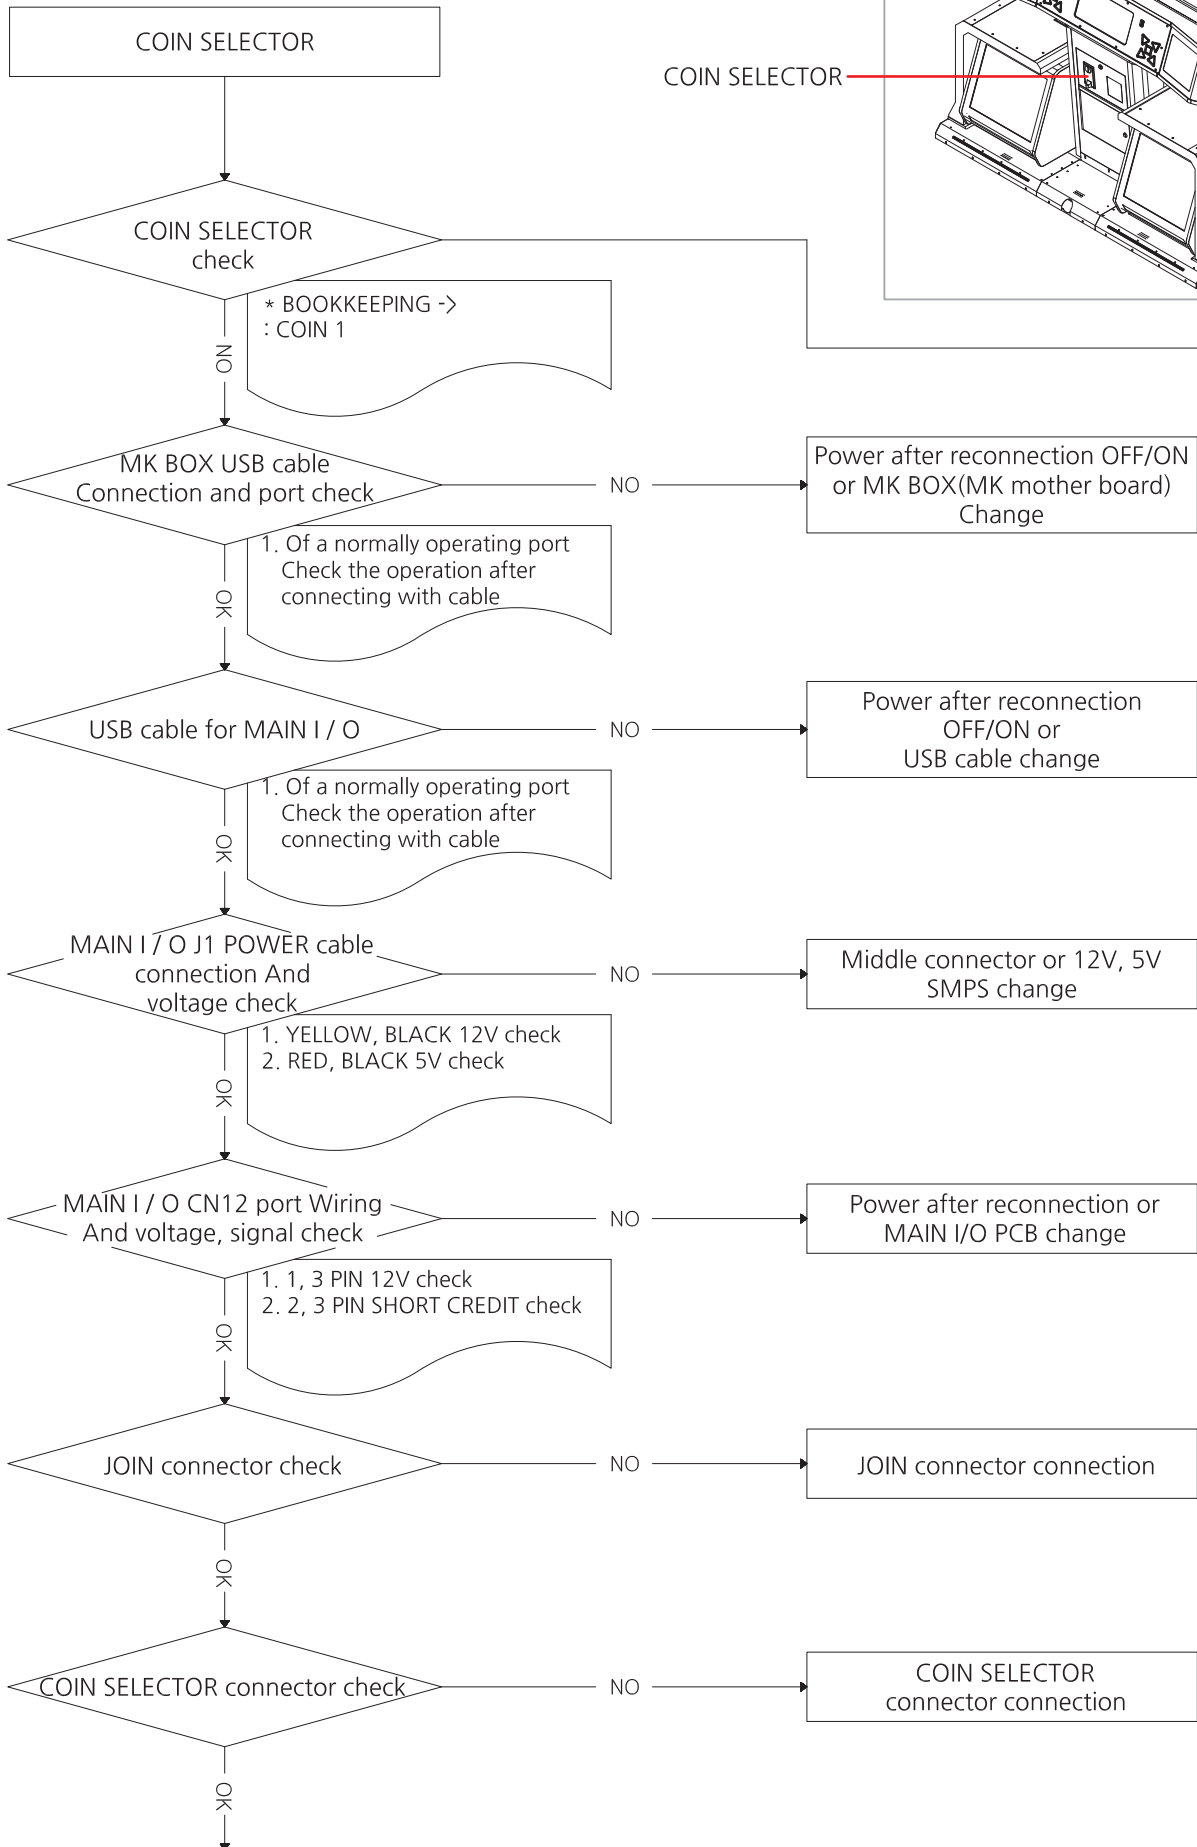 COIN SELECTOR
COIN SELECTOR
COIN SELECTOR
check
* BOOKKEEPING ->
: COIN 1
NO
MK BOX USB cable
Connection and port check
NO
Power after reconnection OFF/ON
or MK BOX(MK mother board)
Change
1. Of a normally operating port
Check the operation after
connecting with cable
OK
USB cable for MAIN I / O
NO
Power after reconnection
OFF/ON or
USB cable change
1. Of a normally operating port
Check the operation after
connecting with cable
OK
MAIN I / O J1 POWER cable
connection And
voltage check
NO
Middle connector or 12V, 5V
SMPS change
1. YELLOW, BLACK 12V check
2. RED, BLACK 5V check
OK
MAIN I / O CN12 port Wiring
And voltage, signal check
NO
Power after reconnection or
MAIN I/O PCB change
1. 1, 3 PIN 12V check
2. 2, 3 PIN SHORT CREDIT check
OK
JOIN connector check
NO
JOIN connector connection
OK
COIN SELECTOR connector check
NO
COIN SELECTOR
connector connection
OK